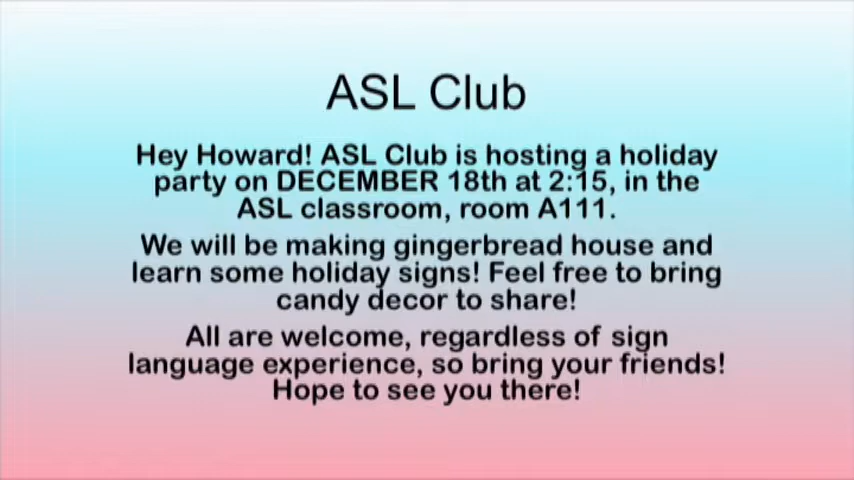 ASL Club
Hey Howard! ASL Club is hosting a holiday
party on DECEMBER 18th at 2:15, in the
ASL classroom, room A111.
We will be making gingerbread house and
learn some holiday signs! Feel free to bring
candy decor to share!
All are welcome, regardless of sign
language experience, so bring your friends!
Hope to see you there!